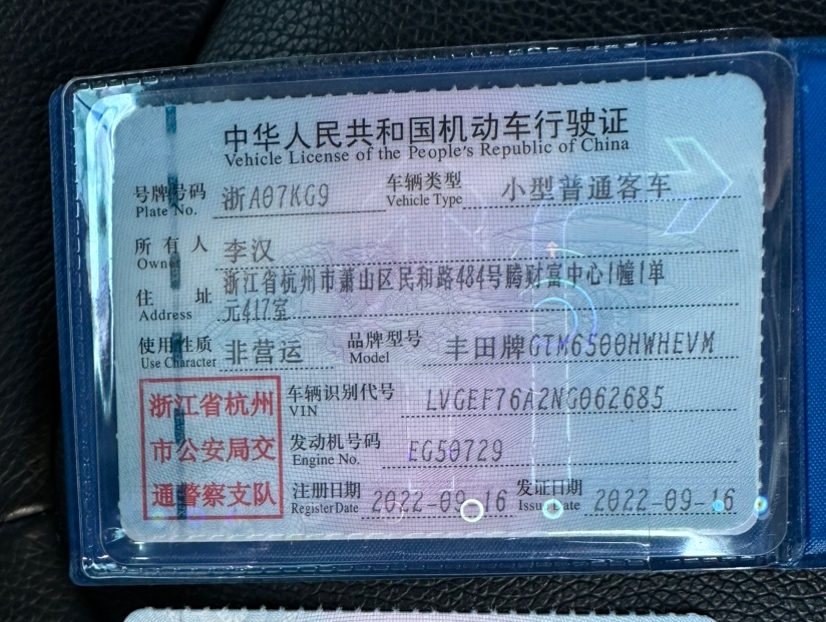 中华人民共和国机动车行驶证
Vehicle License of the People's Republic of China
号牌号码 浙A07KG9 车辆类型 小型普通客车
Plate No. Vehicle Type
所有人 李汉
Owner
浙江省杭州市萧山区民和路484号腾财富中心1幢1单
住址 元417室
Address
使用性质 非营运 品牌型号 丰田牌GTM6500HWHEVM
Use Character Model
浙江省杭州 车辆识别代号 LVGEF76A2NG062685
VIN
市公安局交 发动机号码 EG50729
Engine No.
通警察支队 注册日期 2022-09-16 发证日期 2022-09-16
Register Date Issue Date